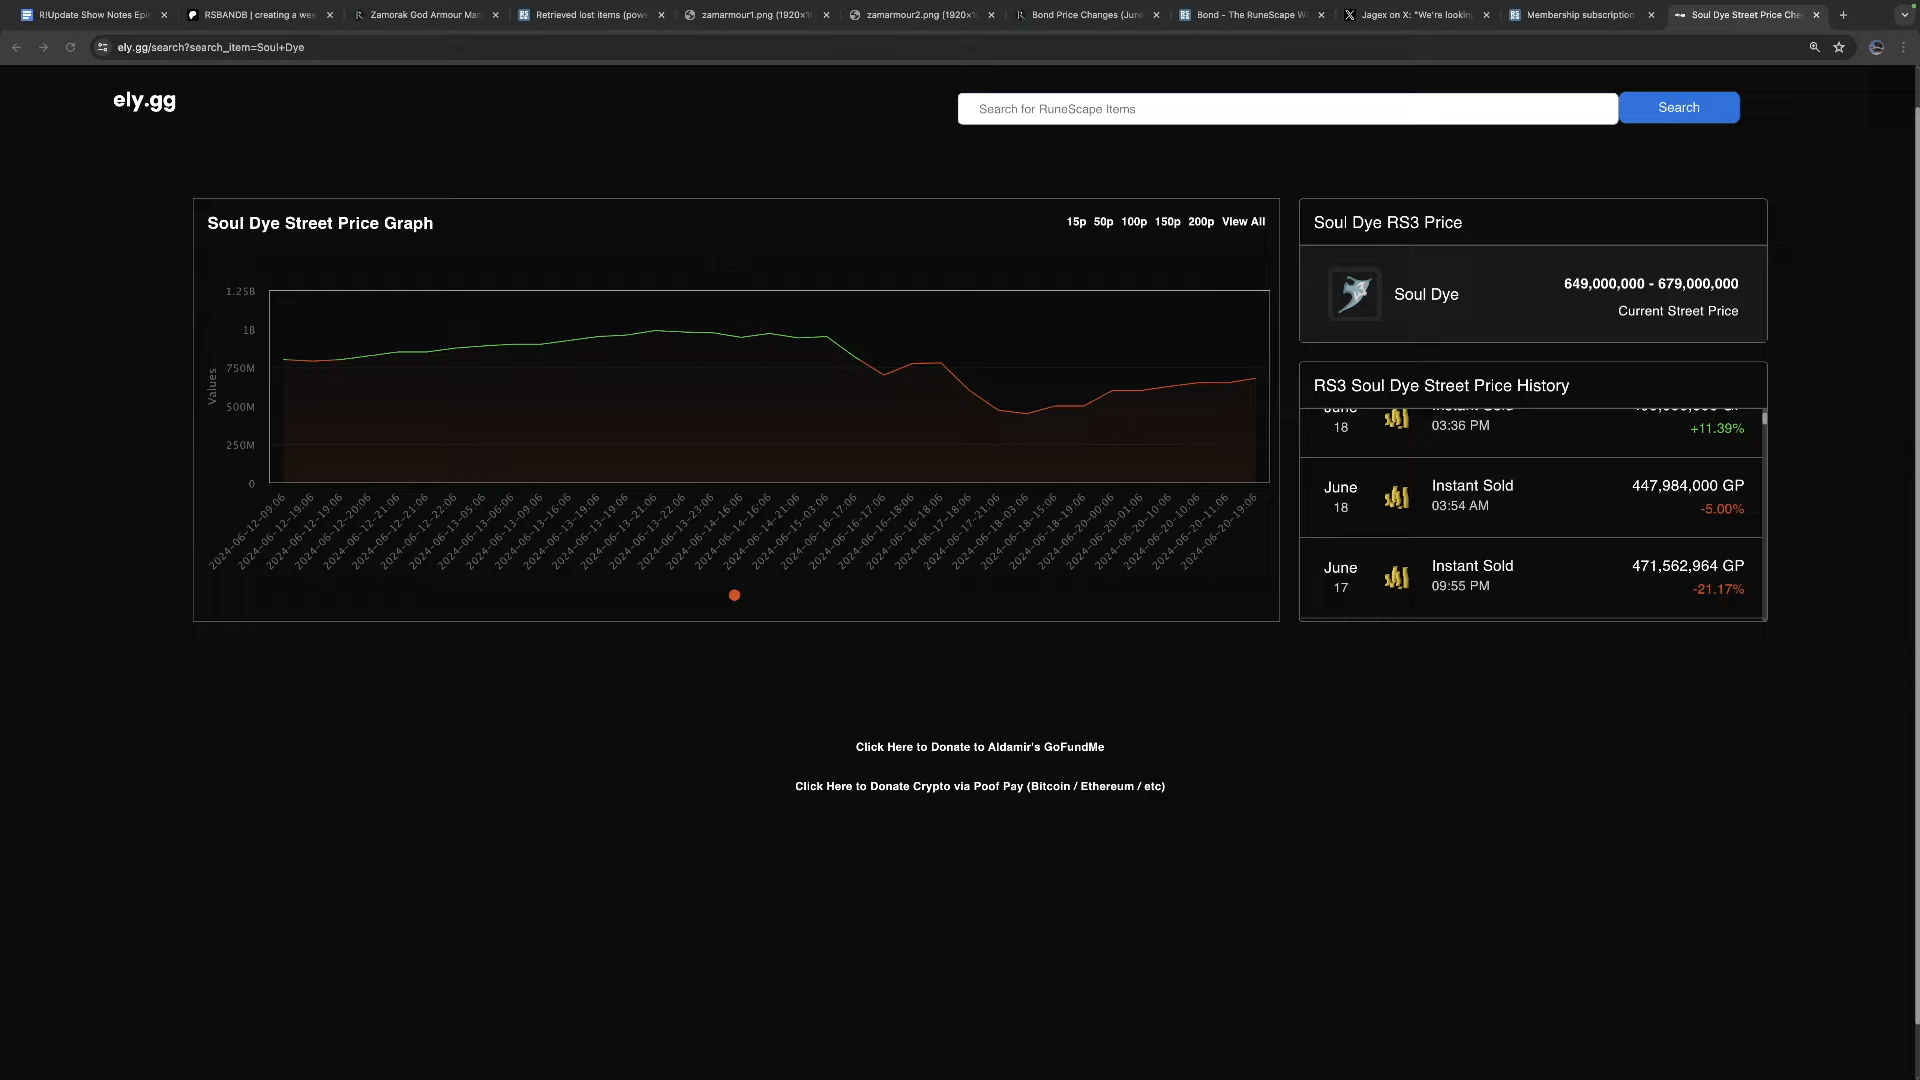 R!Update Show Notes Epi
RSBANDB | creating a wee
Zamorak God Armour Mar
Retrieved lost items (powe
zamarmour1.png (1920×1
zamarmour2.png (1920×1
Bond Price Changes (June
Bond - The RuneScape W
Jagex on X: "We're lookin
Membership subscription
Soul Dye Street Price Che
ely.gg/search?search_item=Soul+Dye
ely.gg
Search for RuneScape Items
Search
Soul Dye Street Price Graph
15p 50p 100p 150p 200p View All
1.25B
1B
750M
500M
250M
0
Values
2024-06-12-09:06
2024-06-12-19:06
2024-06-12-19:06
2024-06-12-20:06
2024-06-12-21:06
2024-06-12-21:06
2024-06-12-22:06
2024-06-13-05:06
2024-06-13-06:06
2024-06-13-09:06
2024-06-13-16:06
2024-06-13-19:06
2024-06-13-19:06
2024-06-13-21:06
2024-06-13-22:06
2024-06-13-23:06
2024-06-14-16:06
2024-06-14-16:06
2024-06-14-21:06
2024-06-15-03:06
2024-06-16-17:06
2024-06-16-17:06
2024-06-16-18:06
2024-06-16-18:06
2024-06-17-18:06
2024-06-17-21:06
2024-06-18-03:06
2024-06-18-15:06
2024-06-18-19:06
2024-06-20-00:06
2024-06-20-01:06
2024-06-20-10:06
2024-06-20-10:06
2024-06-20-11:06
2024-06-20-19:06
Soul Dye RS3 Price
Soul Dye
649,000,000 - 679,000,000
Current Street Price
RS3 Soul Dye Street Price History
June
18
Instant Sold
03:36 PM
+11.39%
June
18
Instant Sold
03:54 AM
447,984,000 GP
-5.00%
June
17
Instant Sold
09:55 PM
471,562,964 GP
-21.17%
Click Here to Donate to Aldamir's GoFundMe
Click Here to Donate Crypto via Poof Pay (Bitcoin / Ethereum / etc)